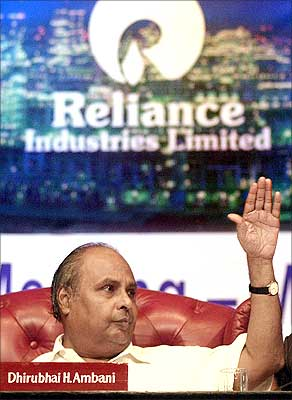 Reliance
Industries Limited
Dhirubhai H. Ambani